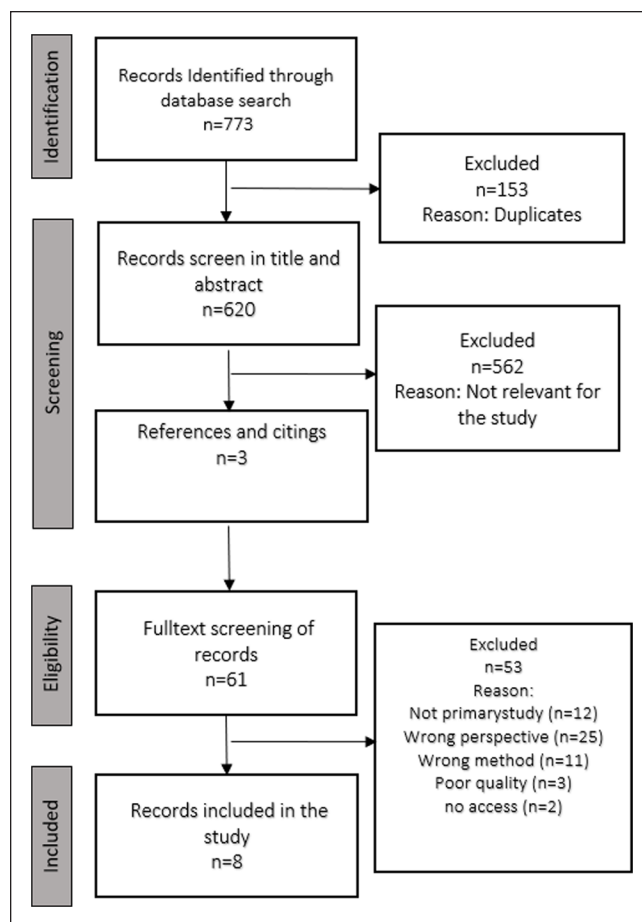 Identification
Records Identified through
database search
n=773
Excluded
n=153
Reason: Duplicates
Screening
Records screen in title and
abstract
n=620
Excluded
n=562
Reason: Not relevant for
the study
References and citings
n=3
Eligibility
Fulltext screening of
records
n=61
Excluded
n=53
Reason:
Not primarystudy (n=12)
Wrong perspective (n=25)
Wrong method (n=11)
Poor quality (n=3)
no access (n=2)
Included
Records included in the
study
n=8